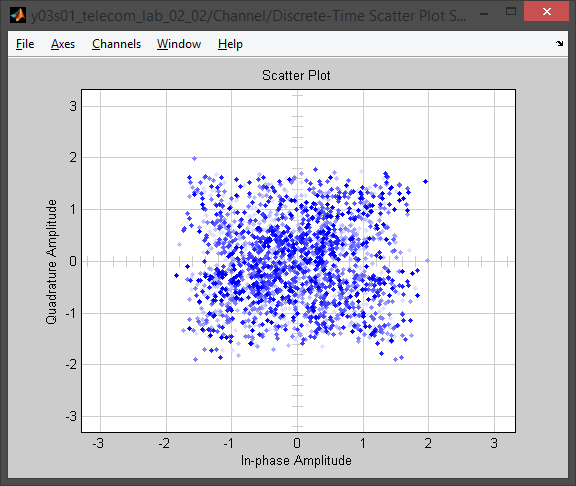 y03s01_telecom_lab_02_02/Channel/Discrete-Time Scatter Plot S...
File Axes Channels Window Help
Scatter Plot
3
2
1
0
-1
-2
-3
Quadrature Amplitude
-3 -2 -1 0 1 2 3
In-phase Amplitude